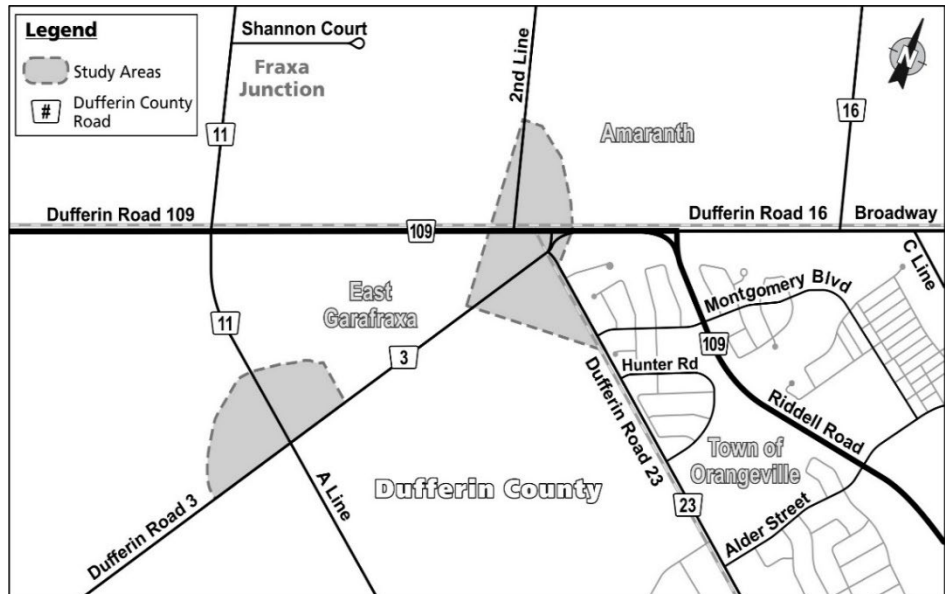 Legend
Study Areas
# Dufferin County
Road
Shannon Court
Fraxa
Junction
2nd Line
N
11
Amaranth
16
Dufferin Road 109
109
Dufferin Road 16
Broadway
C Line
East
Garafraxa
11
3
Montgomery Blvd
109
Hunter Rd
Dufferin Road 23
Riddell Road
Town of
Orangeville
Dufferin Road 3
A Line
Dufferin County
23
Alder Street